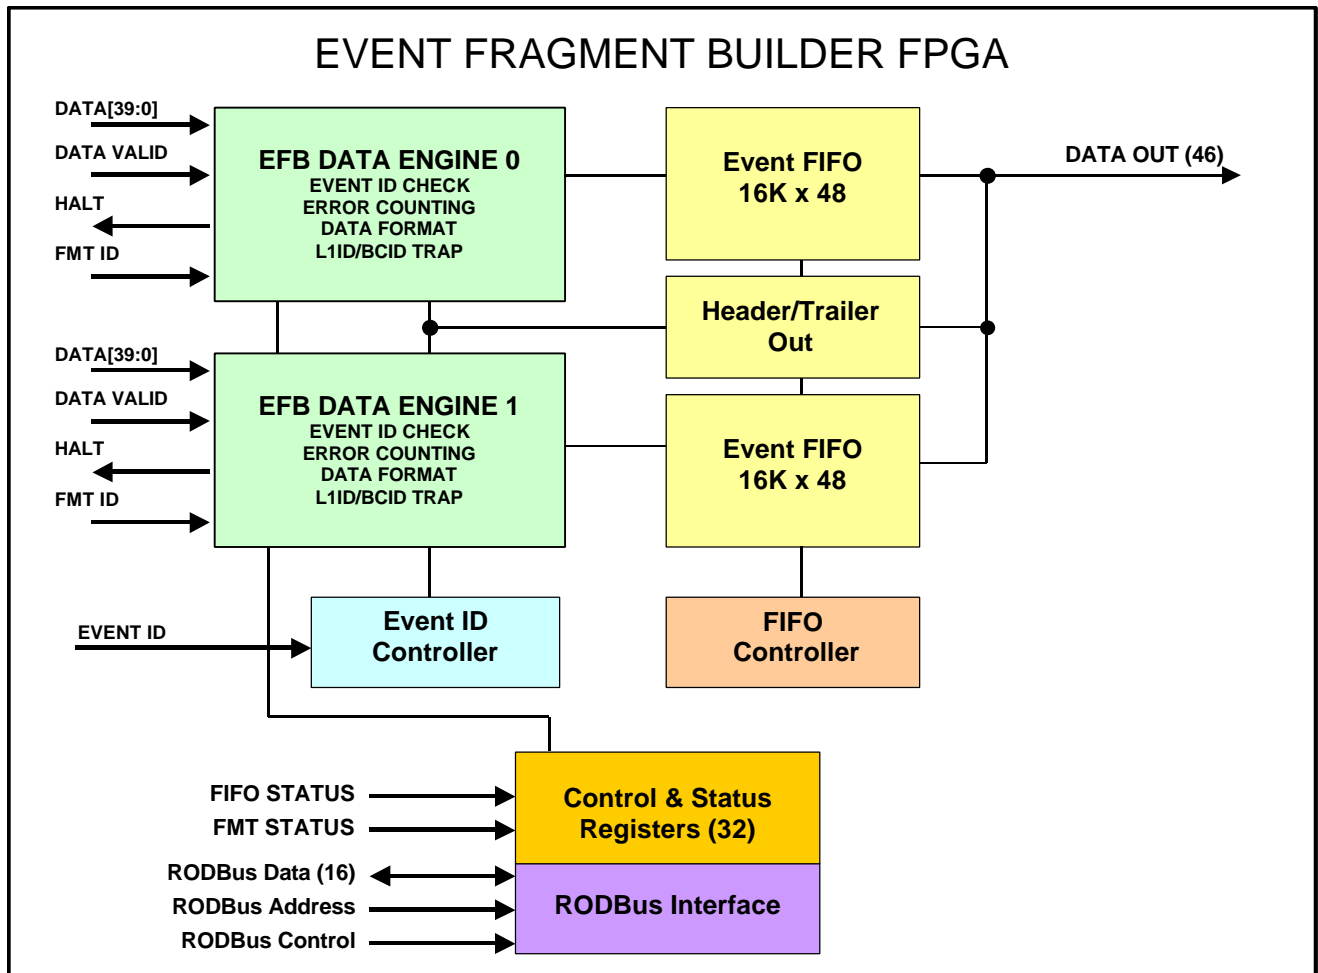 EVENT FRAGMENT BUILDER FPGA
DATA[39:0]
DATA VALID
HALT
FMT ID
EFB DATA ENGINE 0
EVENT ID CHECK
ERROR COUNTING
DATA FORMAT
L1ID/BCID TRAP
Event FIFO
16K x 48
DATA OUT (46)
Header/Trailer
Out
DATA[39:0]
DATA VALID
HALT
FMT ID
EFB DATA ENGINE 1
EVENT ID CHECK
ERROR COUNTING
DATA FORMAT
L1ID/BCID TRAP
Event FIFO
16K x 48
EVENT ID
Event ID
Controller
FIFO
Controller
FIFO STATUS
FMT STATUS
Control & Status
Registers (32)
RODBus Data (16)
RODBus Address
RODBus Control
RODBus Interface